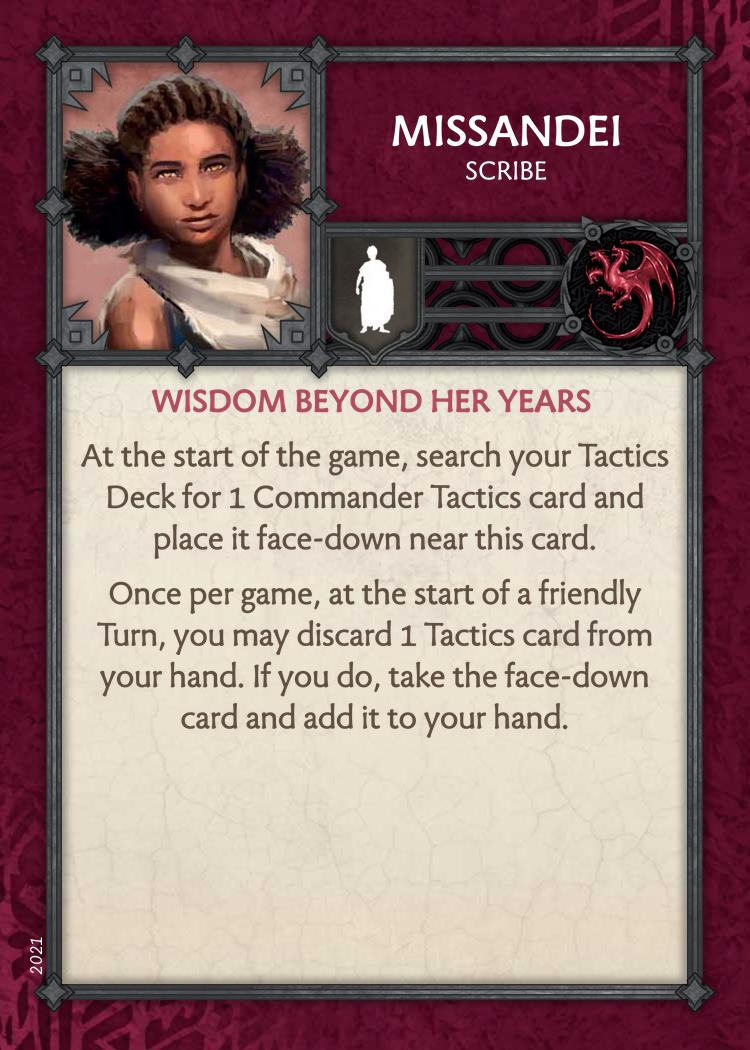 MISSANDEI
SCRIBE
WISDOM BEYOND HER YEARS
At the start of the game, search your Tactics
Deck for 1 Commander Tactics card and
place it face-down near this card.
Once per game, at the start of a friendly
Turn, you may discard 1 Tactics card from
your hand. If you do, take the face-down
card and add it to your hand.
2021